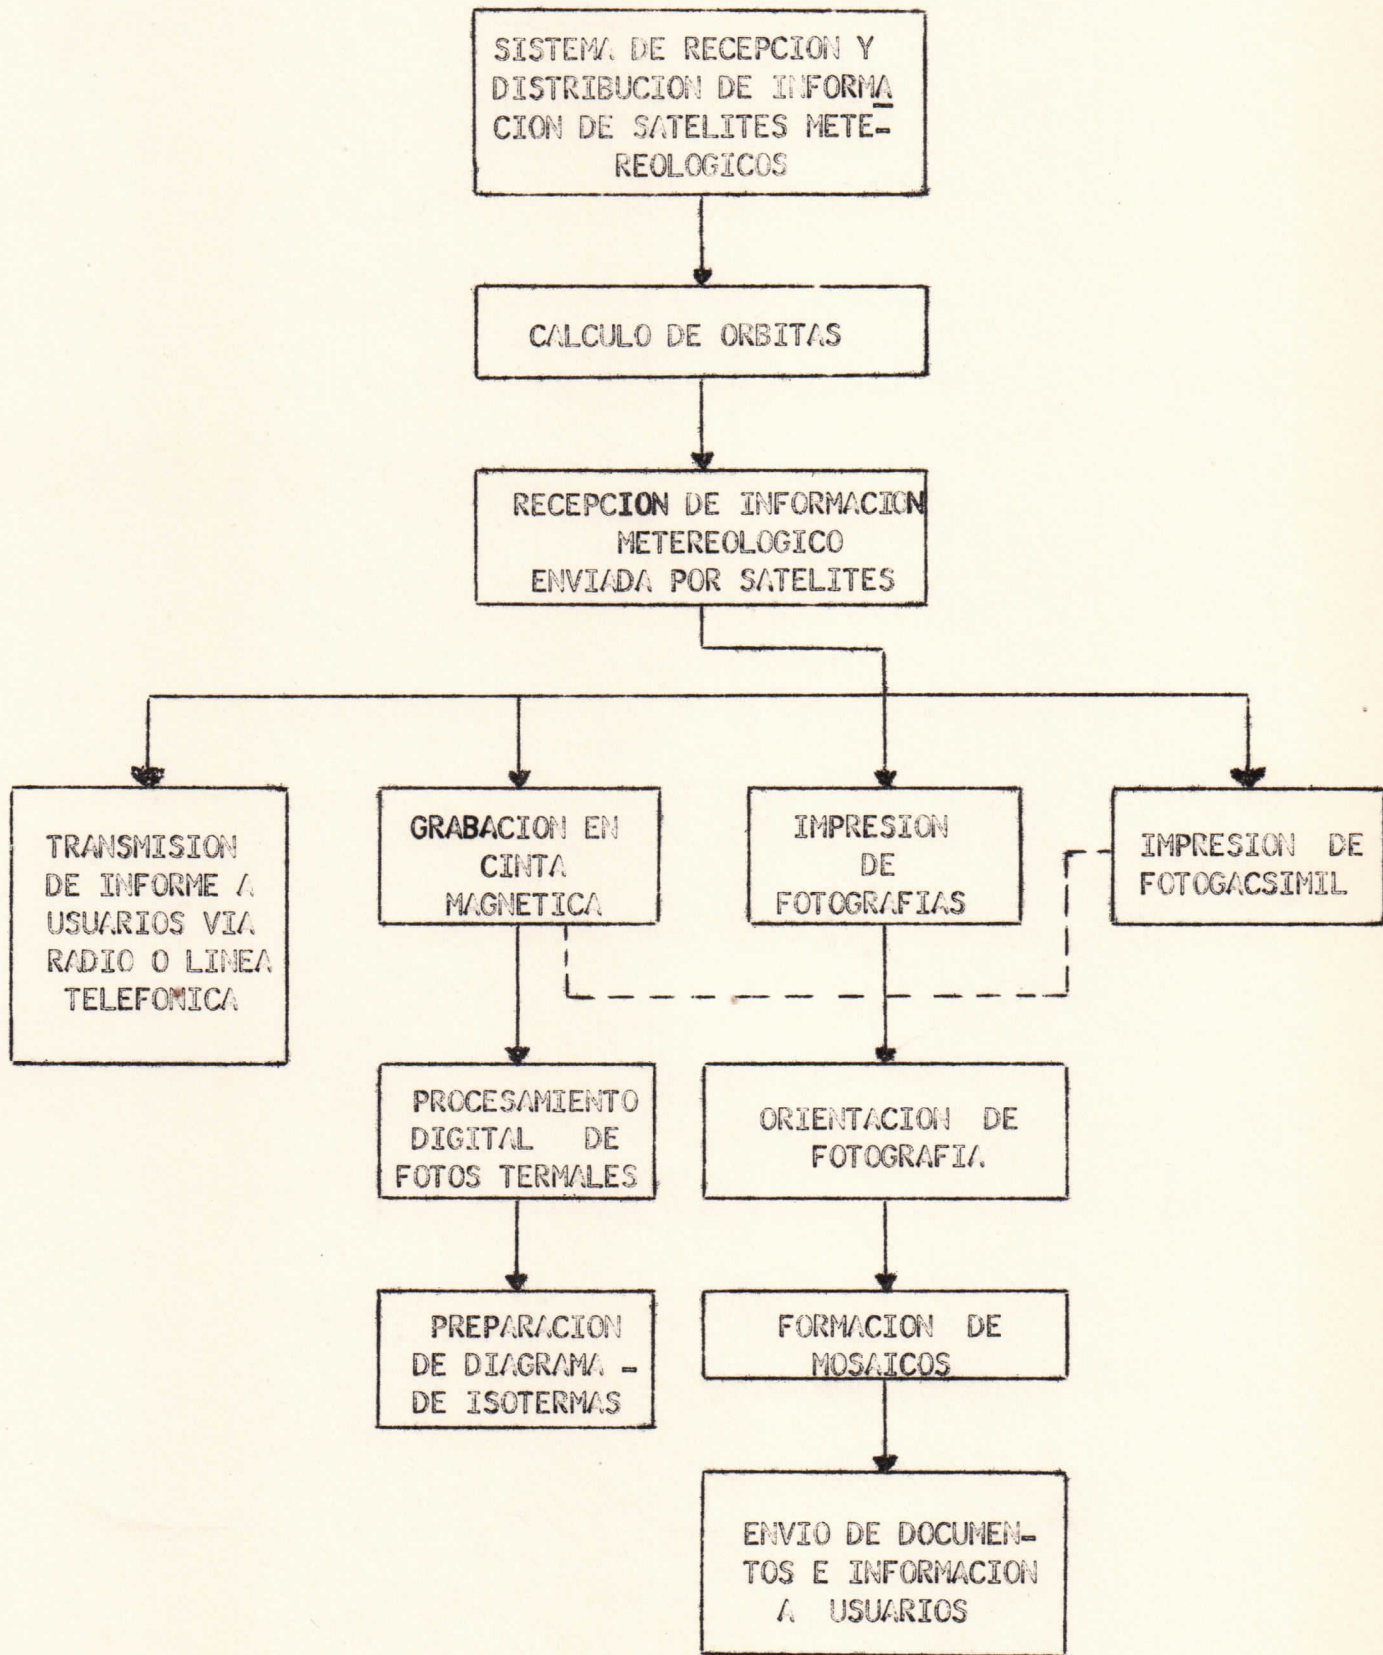 SISTEMA DE RECEPCION Y
DISTRIBUCION DE INFORMA
CION DE SATELITES METE-
REOLOGICOS
CALCULO DE ORBITAS
RECEPCION DE INFORMACION
METEREOLOGICO
ENVIADA POR SATELITES
TRANSMISION
DE INFORME A
USUARIOS VIA
RADIO O LINEA
TELEFONICA
GRABACION EN
CINTA
MAGNETICA
IMPRESION
DE
FOTOGRAFIAS
IMPRESION DE
FOTOGACSIMIL
PROCESAMIENTO
DIGITAL DE
FOTOS TERMALES
ORIENTACION DE
FOTOGRAFIA
PREPARACION
DE DIAGRAMA -
DE ISOTERMAS
FORMACION DE
MOSAICOS
ENVIO DE DOCUMEN-
TOS E INFORMACION
A USUARIOS